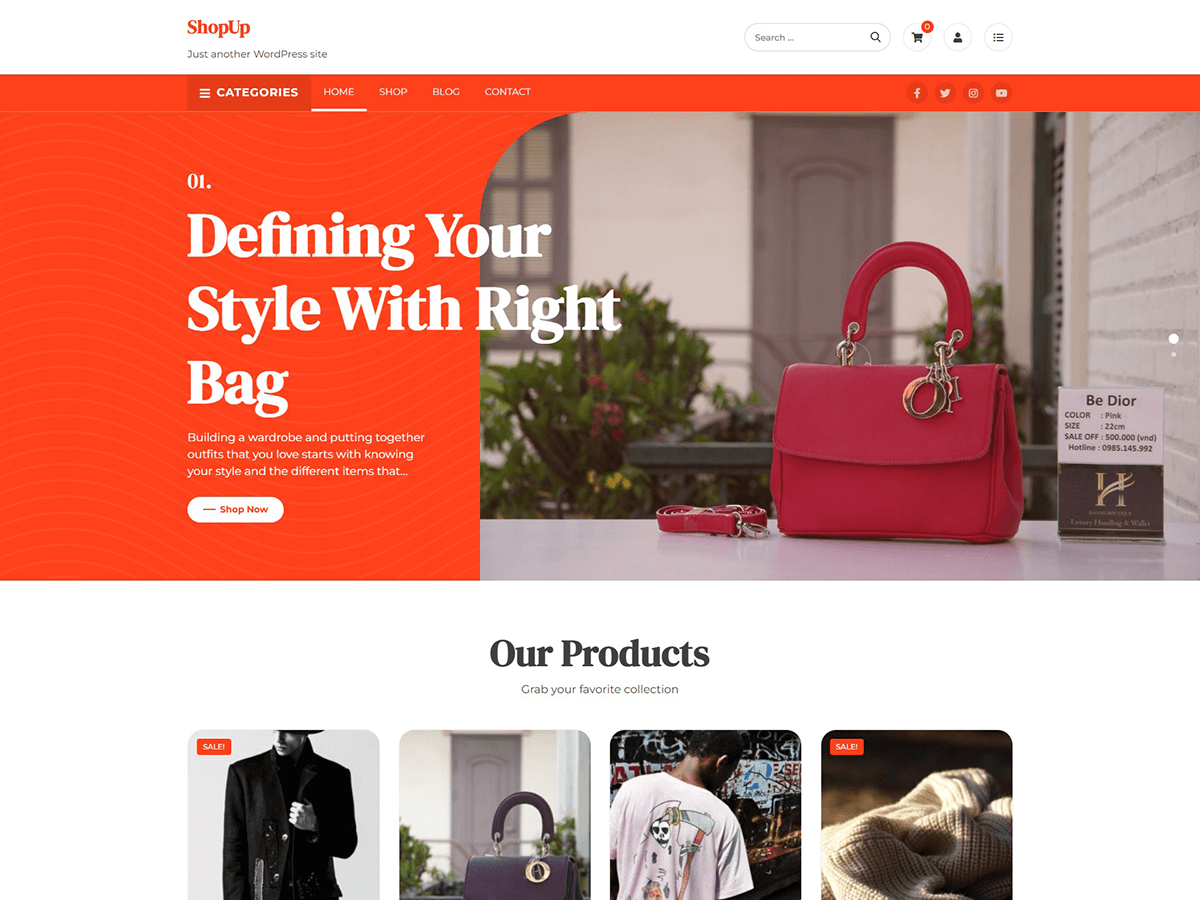 ShopUp
Just another WordPress site
Search ...
0
CATEGORIES
HOME
SHOP
BLOG
CONTACT
01.
Defining Your
Style With Right
Bag
Building a wardrobe and putting together
outfits that you love starts with knowing
your style and the different items that...
Shop Now
Be Dior
COLOR : Pink
SIZE : 22cm
SALE OFF : 500.000 (vnd)
Hotline : 0985.145.992
H
Luxury Handbag & Wallet
Our Products
Grab your favorite collection
SALE!
SALE!